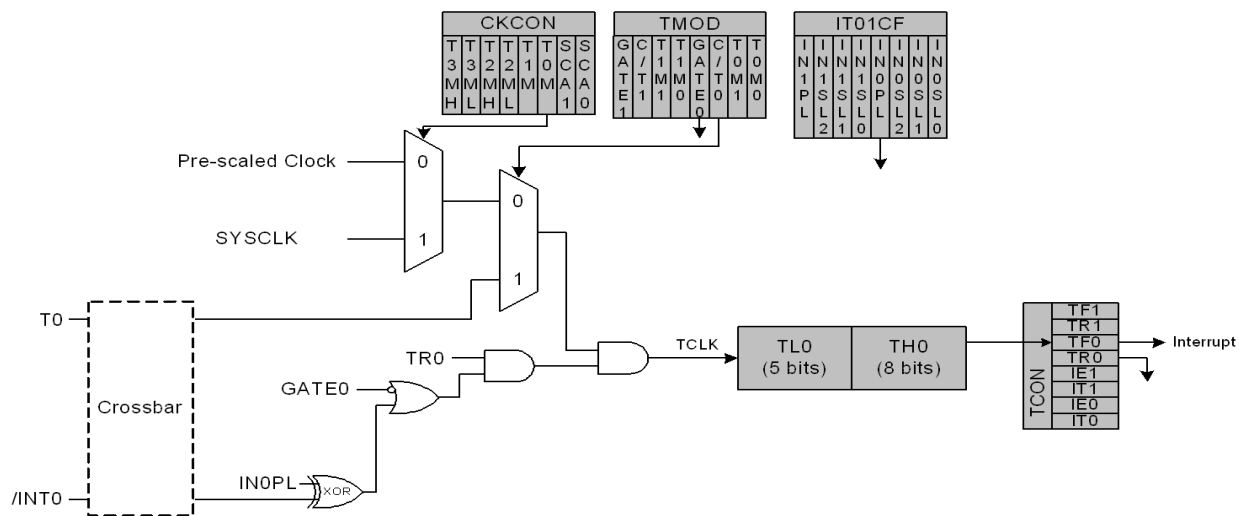 CKCON
T3MH
T3ML
T2MH
T2ML
T1M
T0M
SCA1
SCA0
TMOD
GATE1
C/T1
T1M1
T1M0
GATE0
C/T0
T0M1
T0M0
IT01CF
IN1PL
IN1SL2
IN1SL1
IN1SL0
IN0PL
IN0SL2
IN0SL1
IN0SL0
Pre-scaled Clock
0
SYSCLK
1
0
1
T0
Crossbar
/INT0
TR0
GATE0
IN0PL
XOR
TCLK
TL0
(5 bits)
TH0
(8 bits)
TCON
TF1
TR1
TF0
TR0
IE1
IT1
IE0
IT0
Interrupt